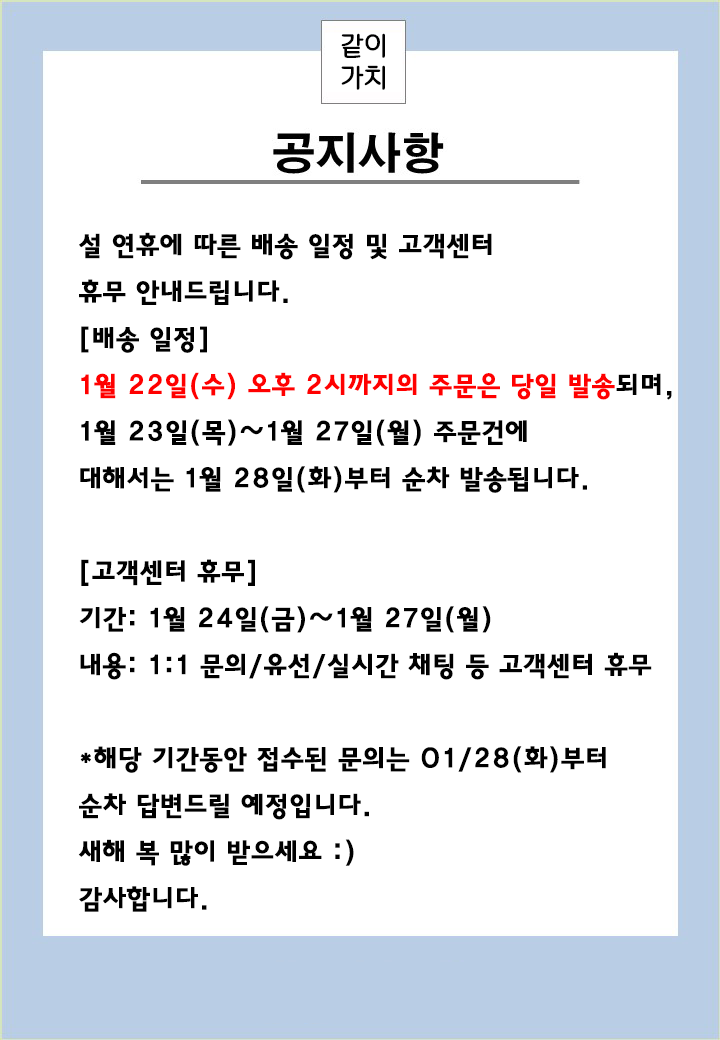 같이
가치
공지사항
설 연휴에 따른 배송 일정 및 고객센터
휴무 안내드립니다.
[배송 일정]
1월 22일(수) 오후 2시까지의 주문은 당일 발송되며,
1월 23일(목)~1월 27일(월) 주문건에
대해서는 1월 28일(화)부터 순차 발송됩니다.
[고객센터 휴무]
기간: 1월 24일(금)~1월 27일(월)
내용: 1:1 문의/유선/실시간 채팅 등 고객센터 휴무
*해당 기간동안 접수된 문의는 01/28(화)부터
순차 답변드릴 예정입니다.
새해 복 많이 받으세요 :)
감사합니다.